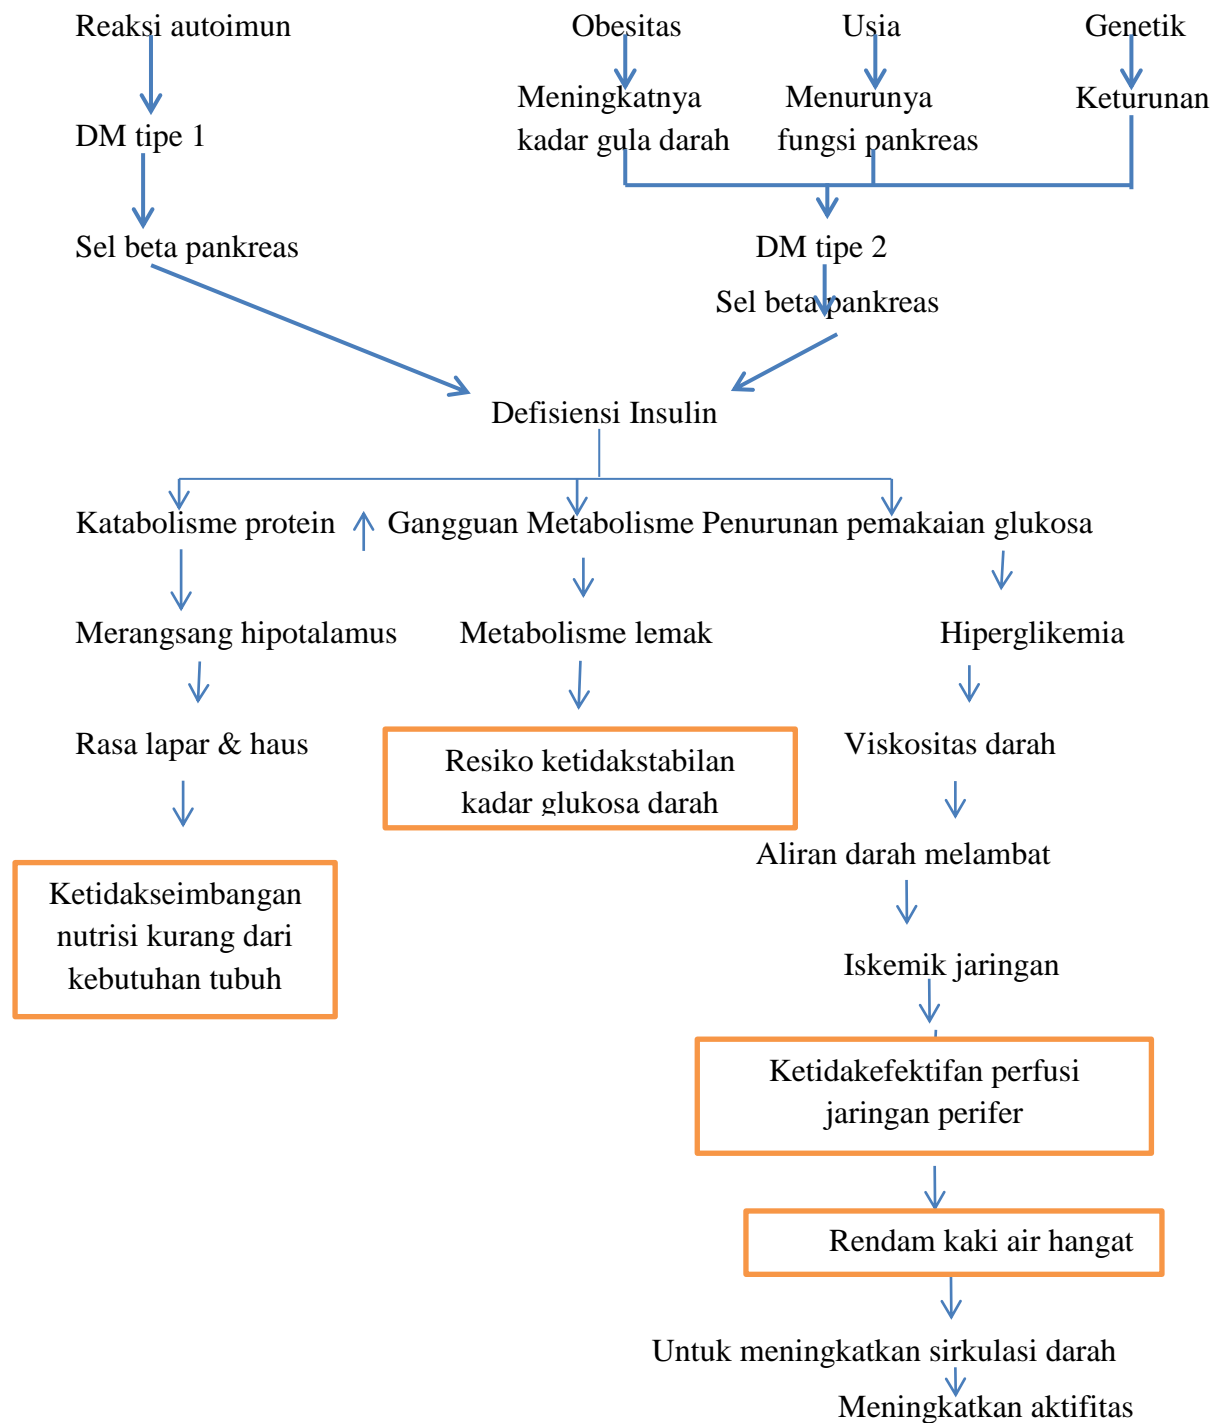 Reaksi autoimun Obesitas Usia Genetik
Meningkatnya Menurunya Keturunan
DM tipe 1 kadar gula darah fungsi pankreas
Sel beta pankreas DM tipe 2
Sel beta pankreas
Defisiensi Insulin
Katabolisme protein Gangguan Metabolisme Penurunan pemakaian glukosa
Merangsang hipotalamus Metabolisme lemak Hiperglikemia
Rasa lapar & haus Viskositas darah
Resiko ketidakstabilan
kadar glukosa darah
Aliran darah melambat
Ketidakseimbangan
nutrisi kurang dari
kebutuhan tubuh
Iskemik jaringan
Ketidakefektifan perfusi
jaringan perifer
Rendam kaki air hangat
Untuk meningkatkan sirkulasi darah
Meningkatkan aktifitas